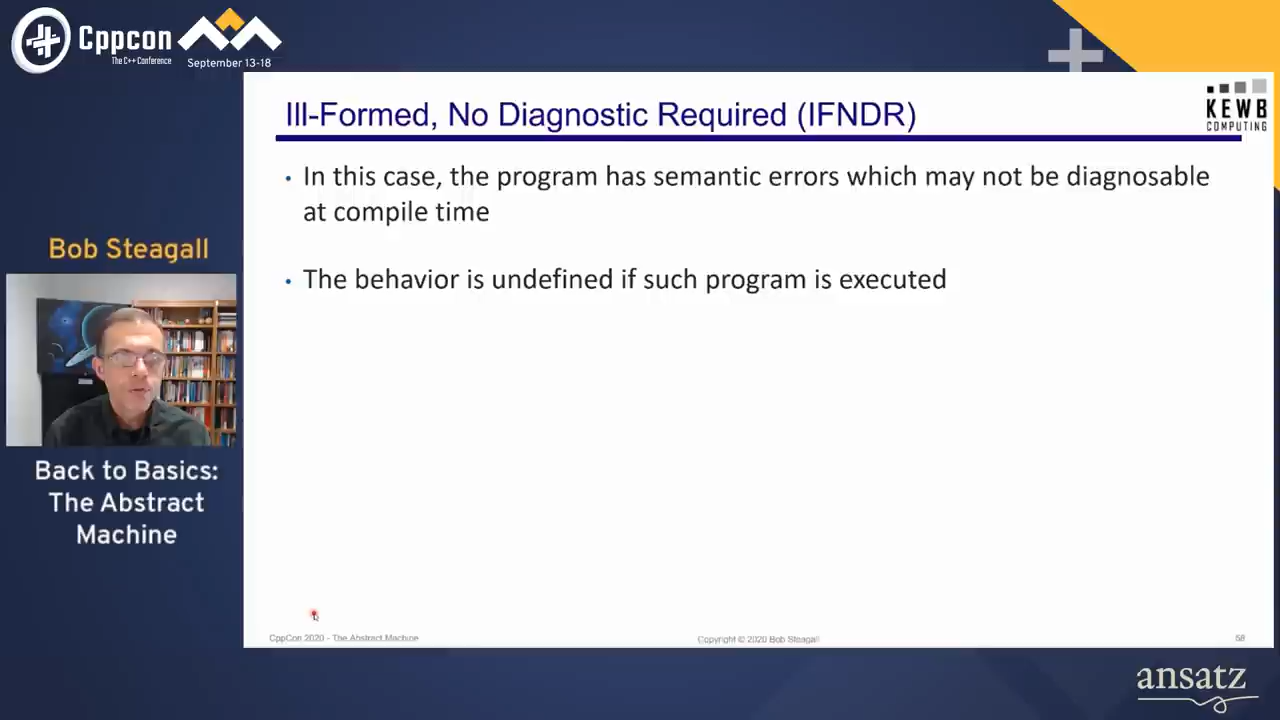 Cppcon
The C++ Conference
September 13-18
KEWB
COMPUTING
Ill-Formed, No Diagnostic Required (IFNDR)
• In this case, the program has semantic errors which may not be diagnosable
at compile time
• The behavior is undefined if such program is executed
Bob Steagall
Back to Basics:
The Abstract
Machine
CppCon 2020 - The Abstract Machine
Copyright © 2020 Bob Steagall
58
ansatz